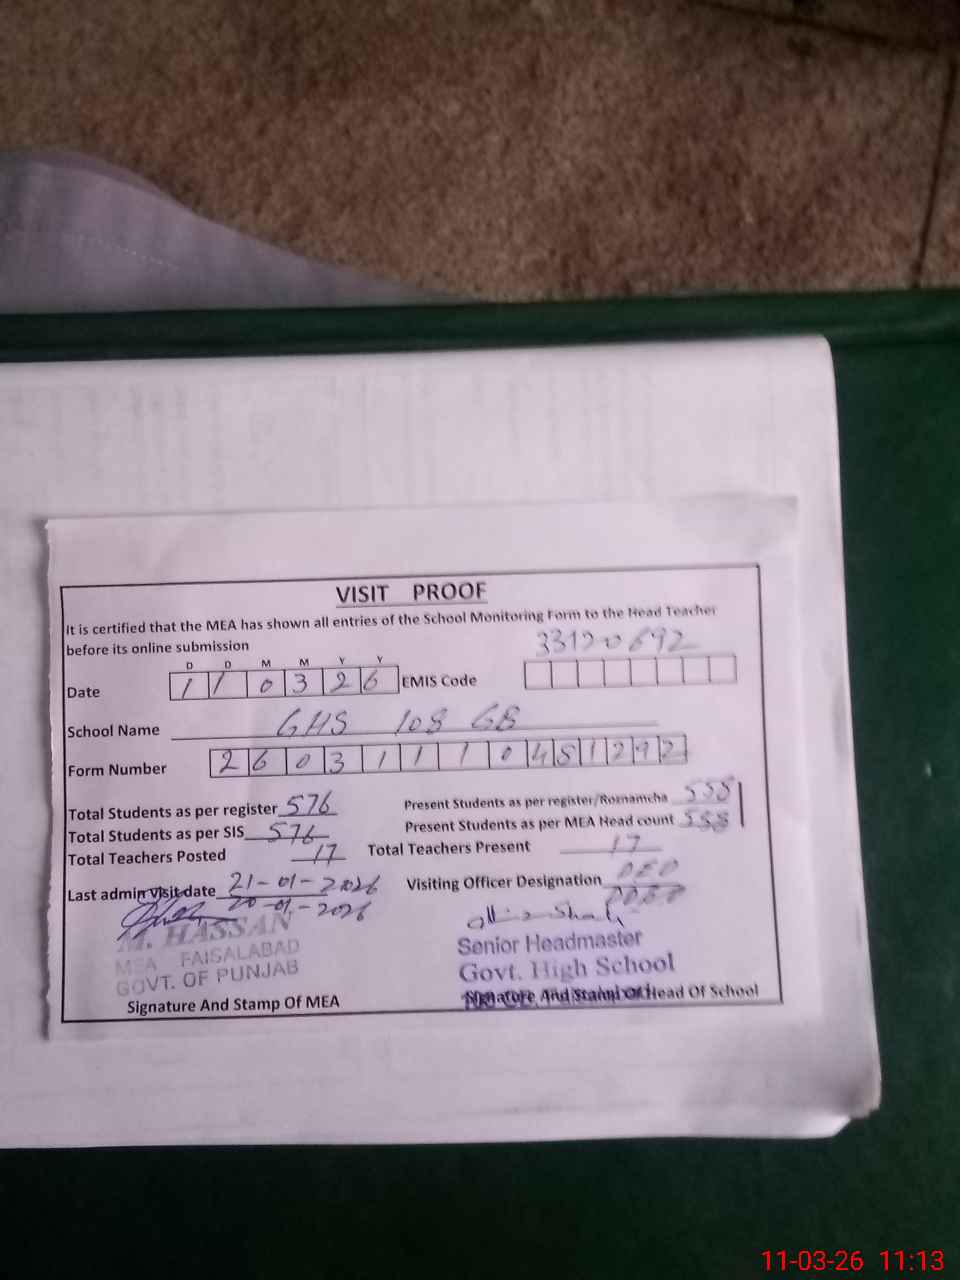 VISIT PROOF
It is certified that the MEA has shown all entries of the School Monitoring Form to the Head Teacher
before its online submission
33120692
D D M M Y Y
Date 1 1 0 3 2 6 EMIS Code
School Name GHS 108 GB
Form Number 2 6 0 3 1 1 1 0 4 5 1 2 9 2
Total Students as per register 576 Present Students as per register/Roznamcha 555
Total Students as per SIS 576 Present Students as per MEA Head count 558
Total Teachers Posted 17 Total Teachers Present 17
Last admin visit date 21-01-2026 Visiting Officer Designation DEO
20-01-2026
M. HASSAN
MEA FAISALABAD
GOVT. OF PUNJAB
Senior Headmaster
Govt. High School
Signature And Stamp Of MEA Signature And Stamp Of Head Of School
11-03-26 11:13